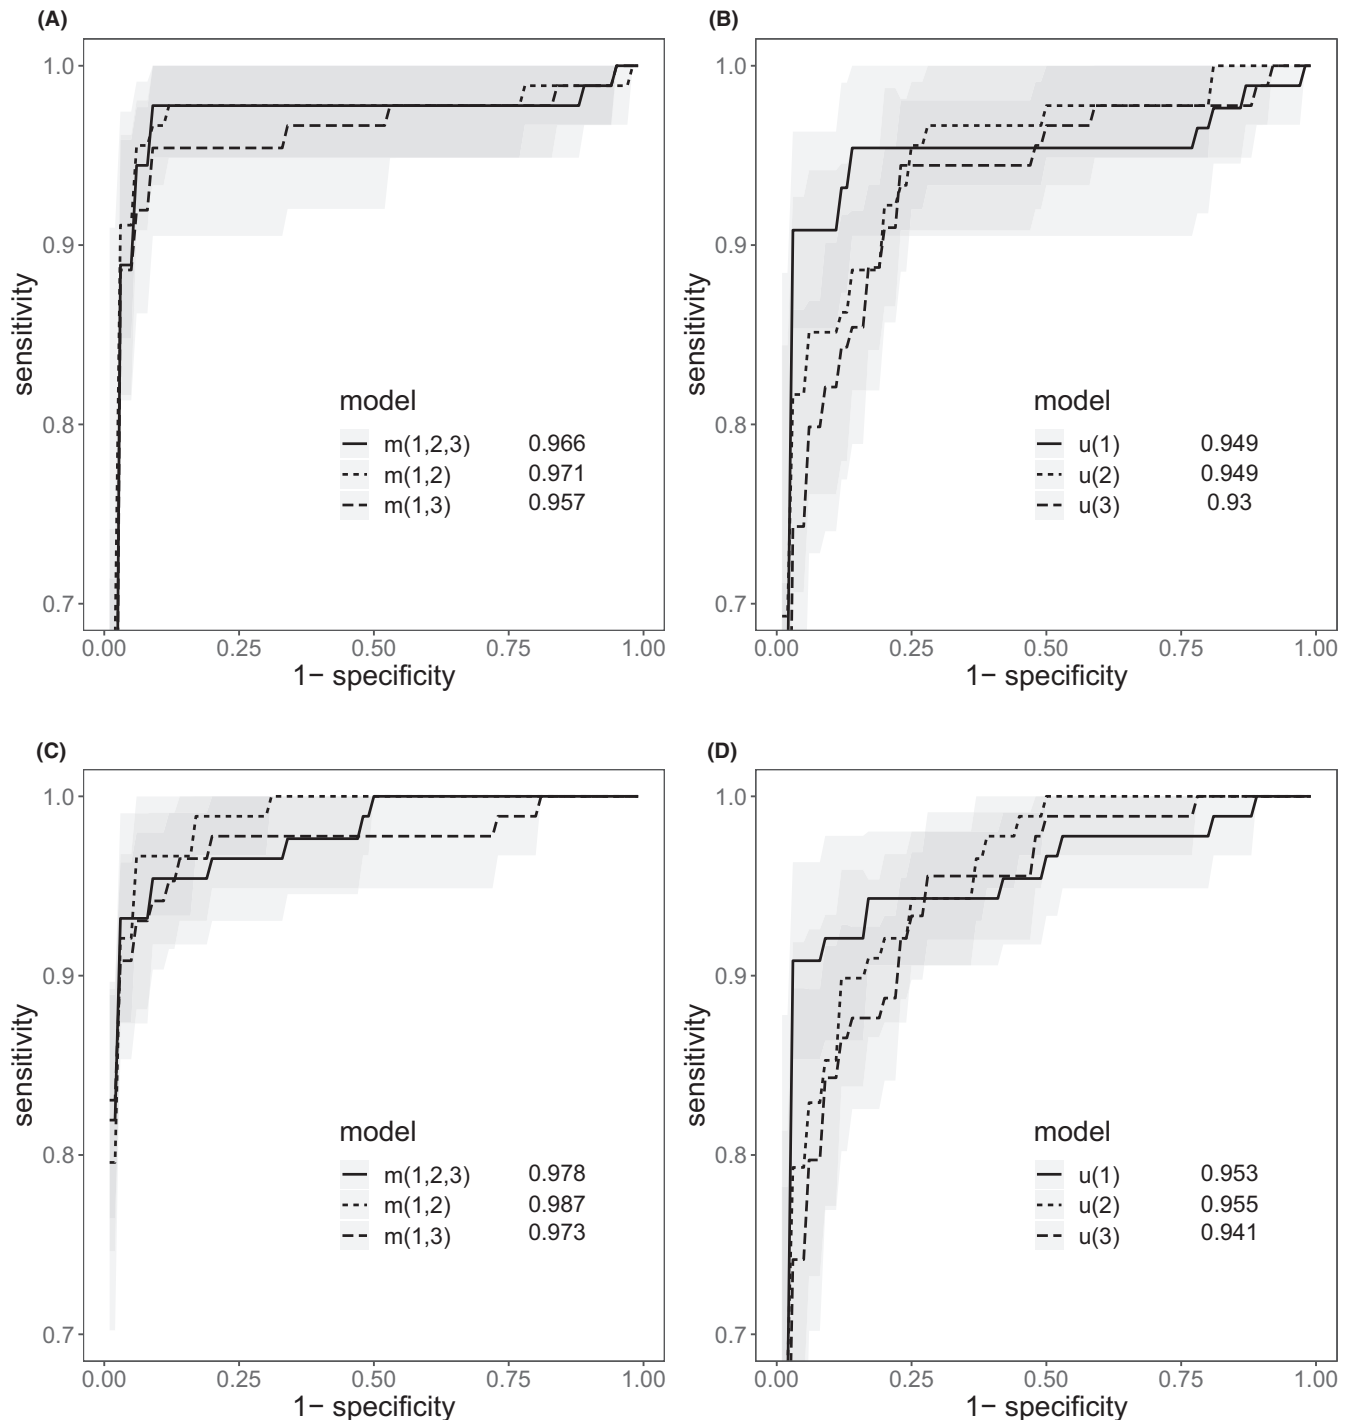 (A)
1.0
0.9
0.8
0.7
sensitivity
model
m(1,2,3) 0.966
m(1,2) 0.971
m(1,3) 0.957
0.00 0.25 0.50 0.75 1.00
1− specificity
(B)
1.0
0.9
0.8
0.7
sensitivity
model
u(1) 0.949
u(2) 0.949
u(3) 0.93
0.00 0.25 0.50 0.75 1.00
1− specificity
(C)
1.0
0.9
0.8
0.7
sensitivity
model
m(1,2,3) 0.978
m(1,2) 0.987
m(1,3) 0.973
0.00 0.25 0.50 0.75 1.00
1− specificity
(D)
1.0
0.9
0.8
0.7
sensitivity
model
u(1) 0.953
u(2) 0.955
u(3) 0.941
0.00 0.25 0.50 0.75 1.00
1− specificity